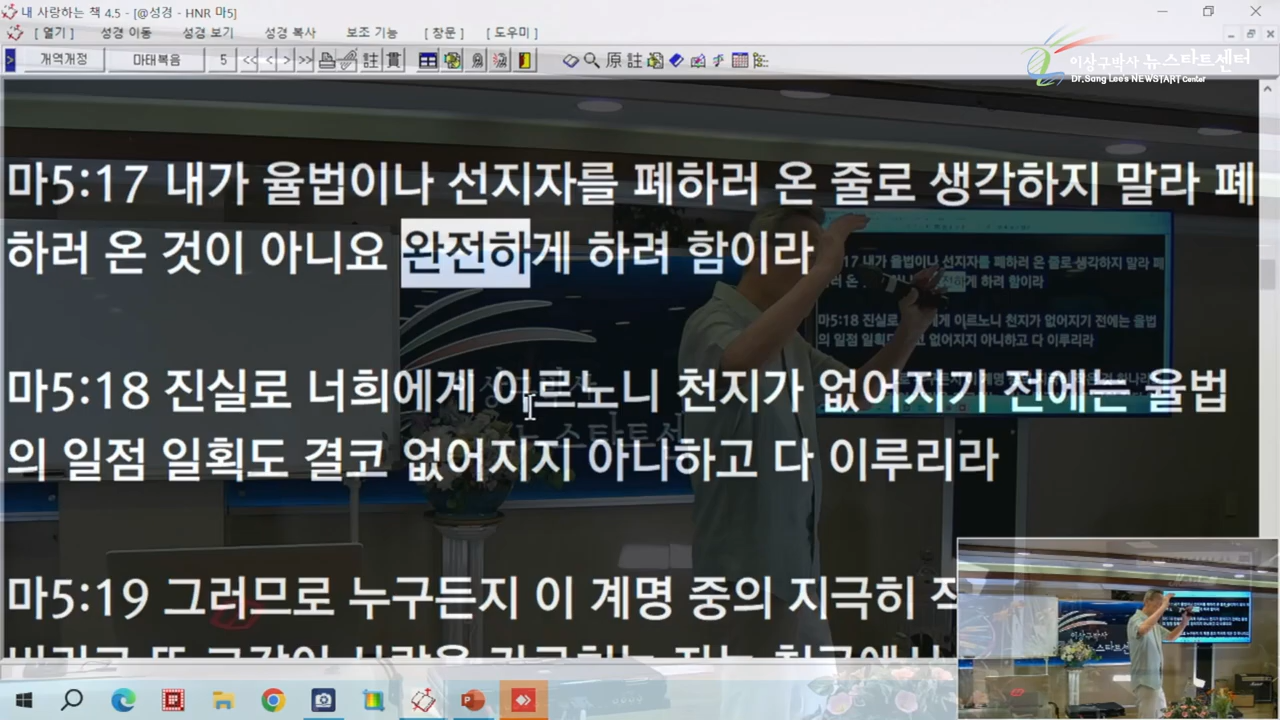 내 사랑하는 책 4.5 - [@성경 - HNR 마5]
[ 열기 ] 성경 이동 성경 보기 성경 복사 보조 기능 [ 창문 ] [ 도우미 ]
개역개정 마태복음 5 << < > >> 註 貫 原 註
이상구박사 뉴스타트센터
Dr. Sang Lee's NEWSTART Center
마5:17 내가 율법이나 선지자를 폐하러 온 줄로 생각하지 말라 폐
하러 온 것이 아니요 완전하게 하려 함이라
마5:18 진실로 너희에게 이르노니 천지가 없어지기 전에는 율법
의 일점 일획도 결코 없어지지 아니하고 다 이루리라
마5:19 그러므로 누구든지 이 계명 중의 지극히